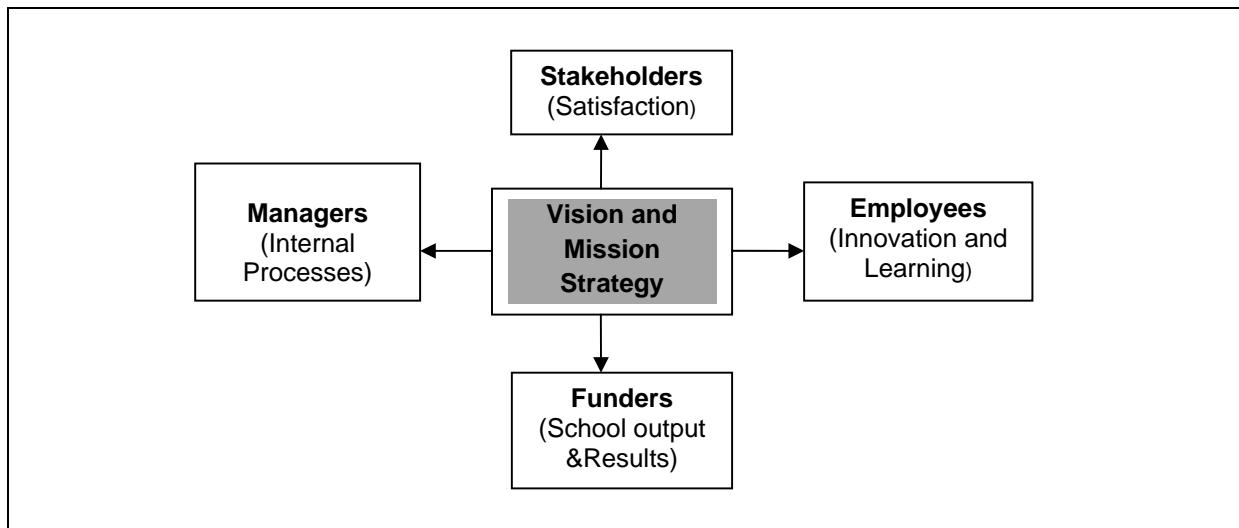 Stakeholders
(Satisfaction)
Managers
(Internal
Processes)
Vision and
Mission
Strategy
Employees
(Innovation and
Learning)
Funders
(School output
&Results)